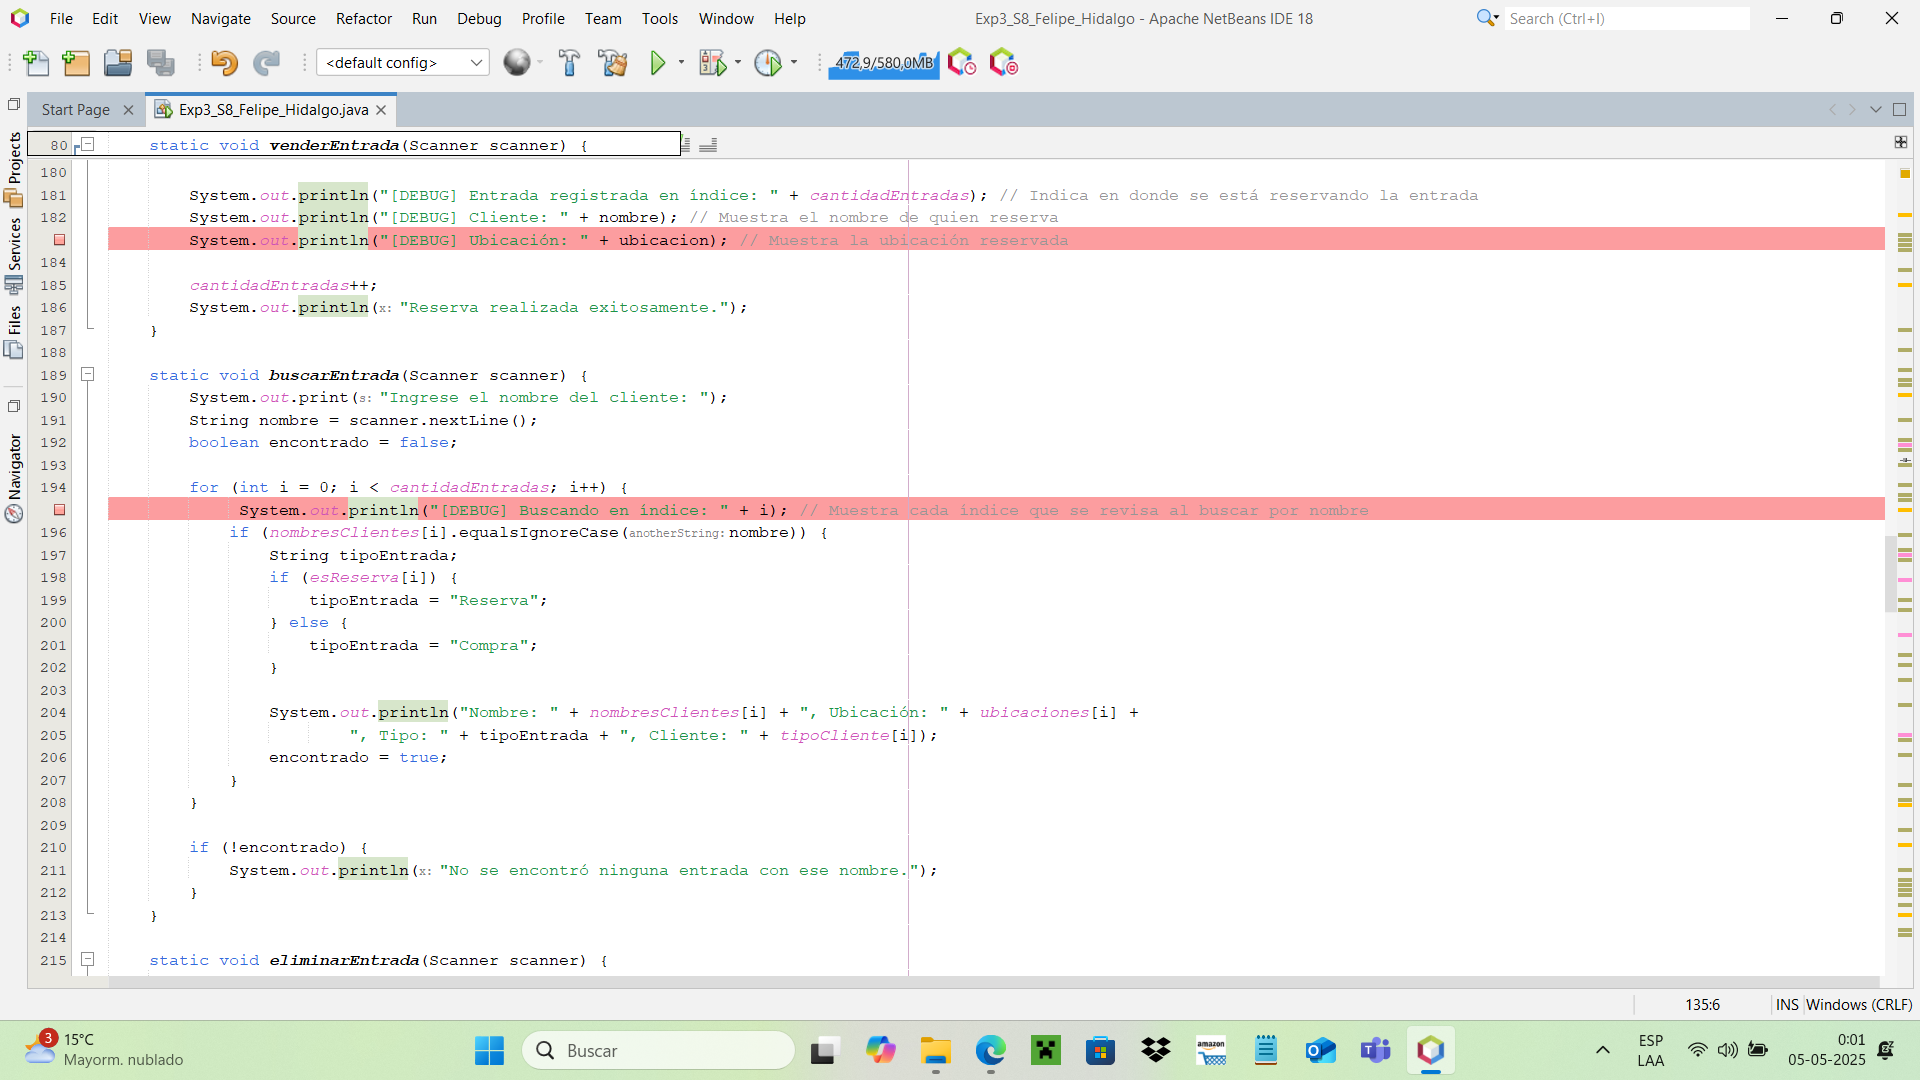 File Edit View Navigate Source Refactor Run Debug Profile Team Tools Window Help
Exp3_S8_Felipe_Hidalgo - Apache NetBeans IDE 18
Search (Ctrl+I)
<default config>
472,9/580,0MB
Start Page
Exp3_S8_Felipe_Hidalgo.java
Projects
Services
Files
Navigator
80 static void venderEntrada(Scanner scanner) {
180
181 System.out.println("[DEBUG] Entrada registrada en índice: " + cantidadEntradas); // Indica en donde se está reservando la entrada
182 System.out.println("[DEBUG] Cliente: " + nombre); // Muestra el nombre de quien reserva
System.out.println("[DEBUG] Ubicación: " + ubicacion); // Muestra la ubicación reservada
184
185 cantidadEntradas++;
186 System.out.println(x: "Reserva realizada exitosamente.");
187 }
188
189 static void buscarEntrada(Scanner scanner) {
190 System.out.print(s: "Ingrese el nombre del cliente: ");
191 String nombre = scanner.nextLine();
192 boolean encontrado = false;
193
194 for (int i = 0; i < cantidadEntradas; i++) {
System.out.println("[DEBUG] Buscando en índice: " + i); // Muestra cada índice que se revisa al buscar por nombre
196 if (nombresClientes[i].equalsIgnoreCase(anotherString: nombre)) {
197 String tipoEntrada;
198 if (esReserva[i]) {
199 tipoEntrada = "Reserva";
200 } else {
201 tipoEntrada = "Compra";
202 }
203
204 System.out.println("Nombre: " + nombresClientes[i] + ", Ubicación: " + ubicaciones[i] +
205 ", Tipo: " + tipoEntrada + ", Cliente: " + tipoCliente[i]);
206 encontrado = true;
207 }
208 }
209
210 if (!encontrado) {
211 System.out.println(x: "No se encontró ninguna entrada con ese nombre.");
212 }
213 }
214
215 static void eliminarEntrada(Scanner scanner) {
135:6
INS
Windows (CRLF)
3
15°C
Mayorm. nublado
Buscar
amazon
ESP
LAA
0:01
05-05-2025